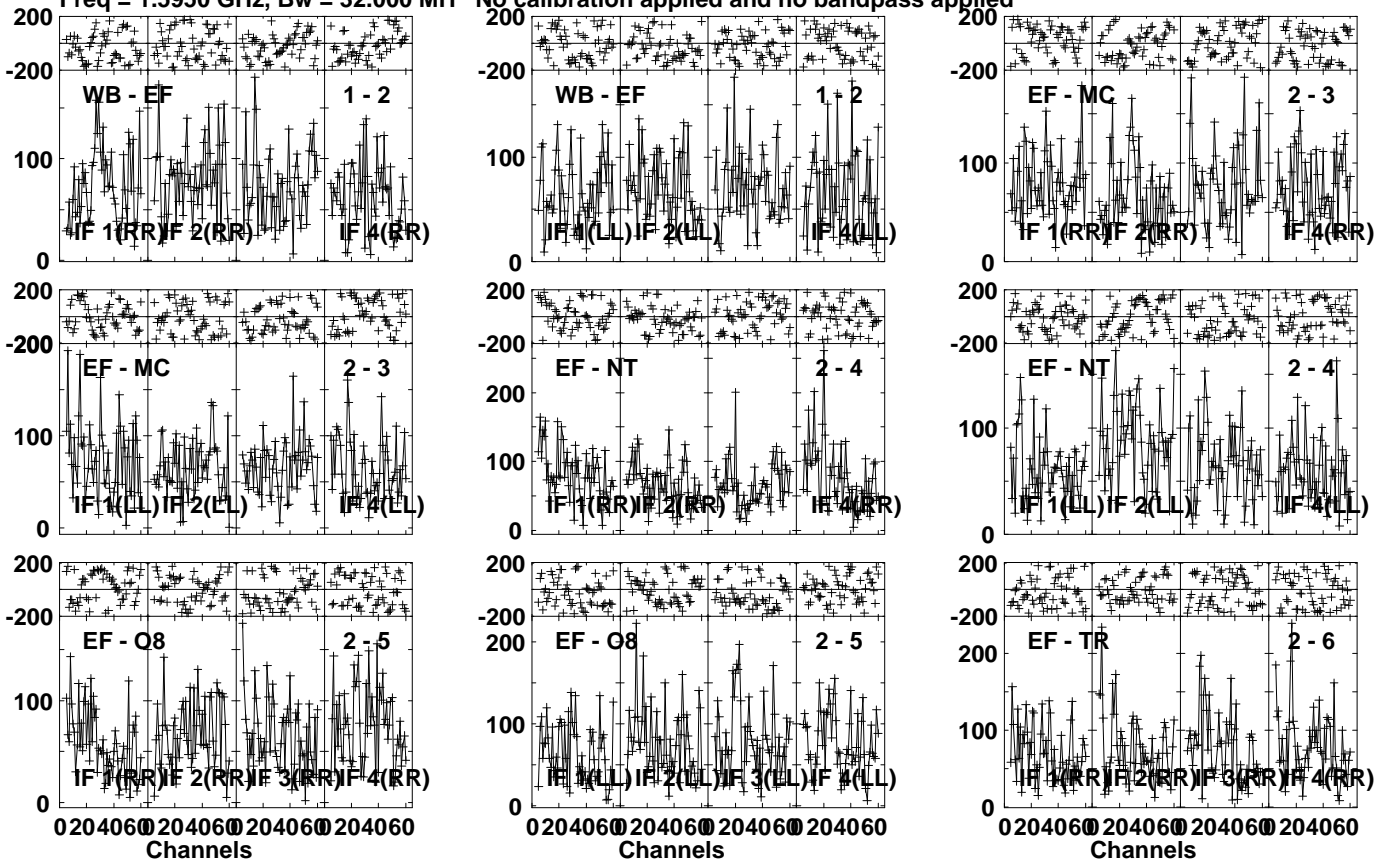 Freq = 1.5950 GHz, Bw = 32.000 MH No calibration applied and no bandpass applied
200
-200
WB - EF 1 - 2
100
IF 1(RR) IF 2(RR) IF 4(RR)
0
WB - EF 1 - 2
100
IF 1(LL) IF 2(LL) IF 4(LL)
0
200
-200
EF - MC 2 - 3
100
IF 1(RR) IF 2(RR) IF 4(RR)
0
200
-200
200
EF - MC 2 - 3
100
IF 1(LL) IF 2(LL) IF 4(LL)
0
200
-200
EF - NT 2 - 4
200
100
IF 1(RR) IF 2(RR) IF 4(RR)
0
200
-200
EF - NT 2 - 4
100
IF 1(LL) IF 2(LL) IF 4(LL)
0
200
-200
EF - O8 2 - 5
100
IF 1(RR) IF 2(RR) IF 3(RR) IF 4(RR)
0
0 20 40 60 0 20 40 60 0 20 40 60 0 20 40 60
Channels
200
-200
EF - O8 2 - 5
200
100
IF 1(LL) IF 2(LL) IF 3(LL) IF 4(LL)
0
0 20 40 60 0 20 40 60 0 20 40 60 0 20 40 60
Channels
200
-200
EF - TR 2 - 6
200
100
IF 1(RR) IF 2(RR) IF 3(RR) IF 4(RR)
0
0 20 40 60 0 20 40 60 0 20 40 60 0 20 40 60
Channels